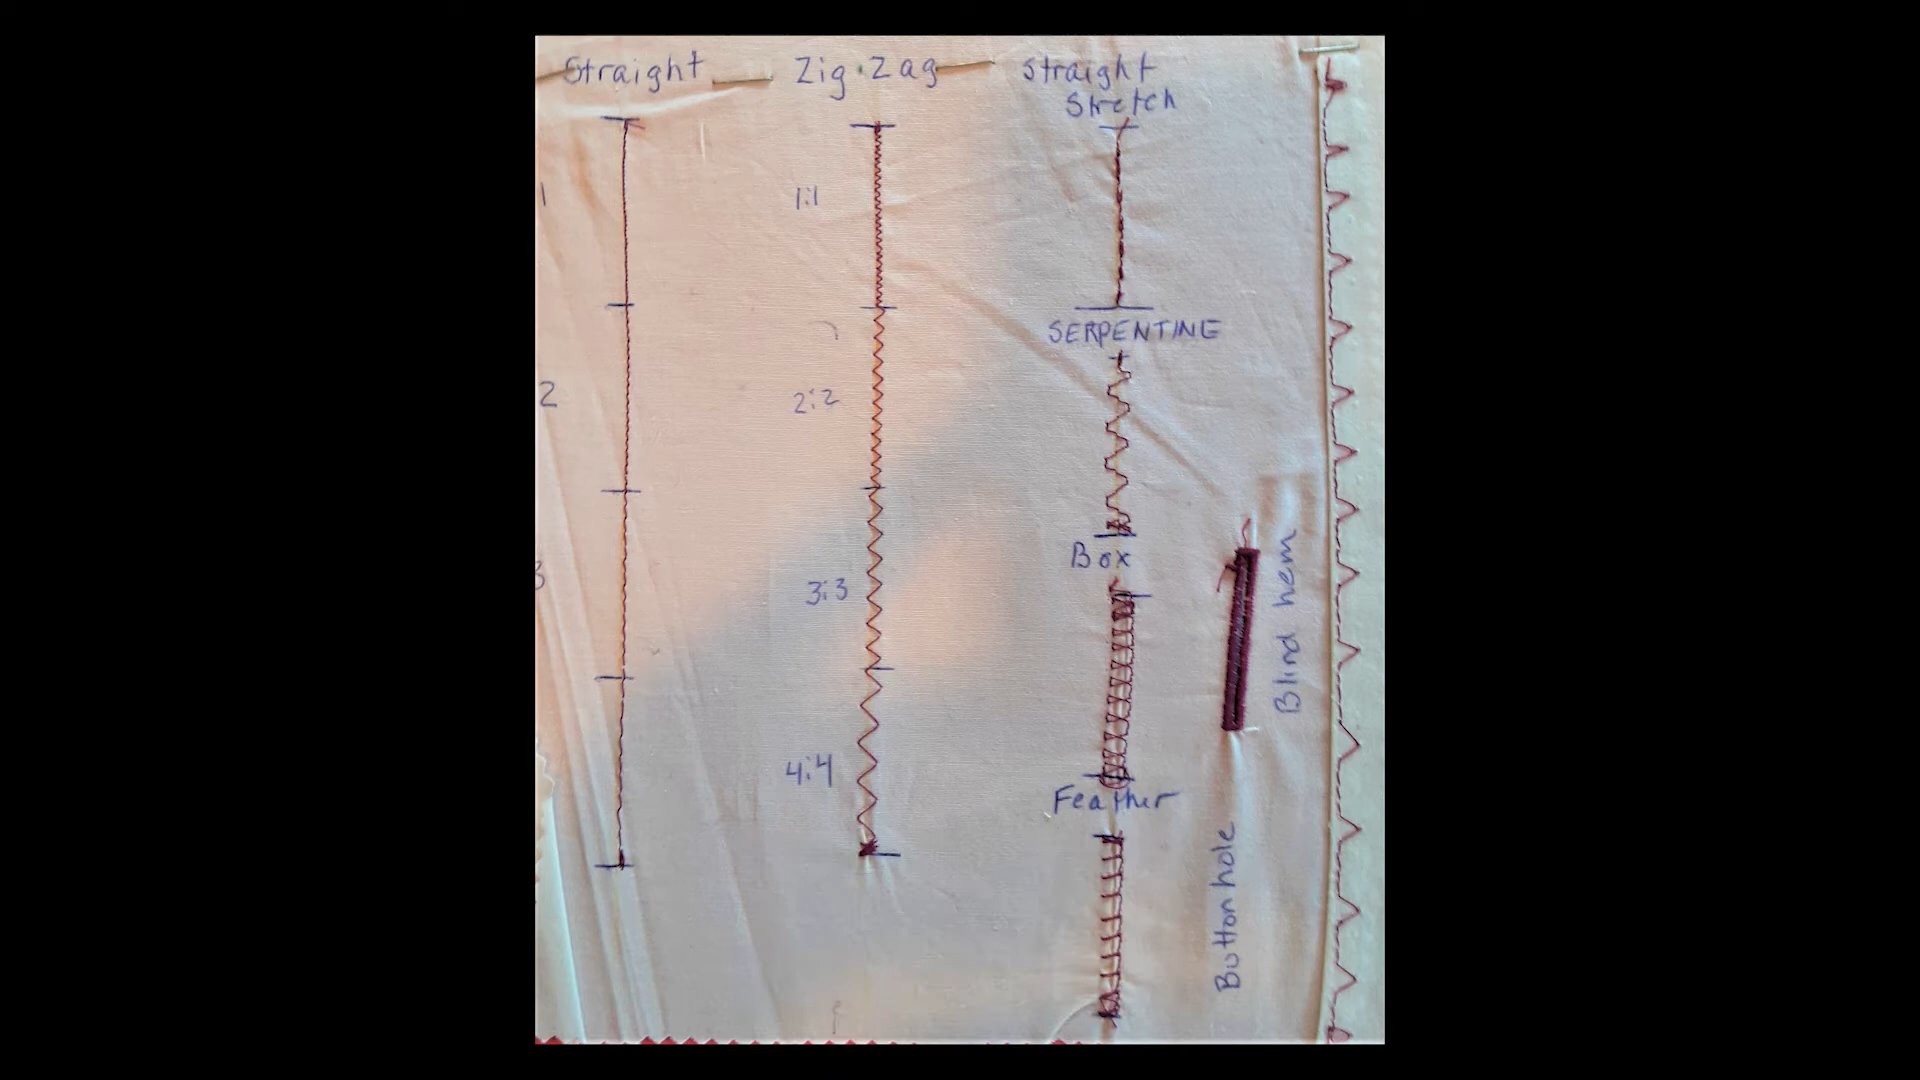 Straight
Zig·Zag
Straight
Stretch
1
1:1
SERPENTINE
2
2:2
Box
3
3:3
Blind hem
4:4
Feather
Button hole